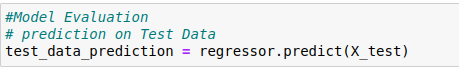 #Model Evaluation
# prediction on Test Data
test_data_prediction = regressor.predict(X_test)